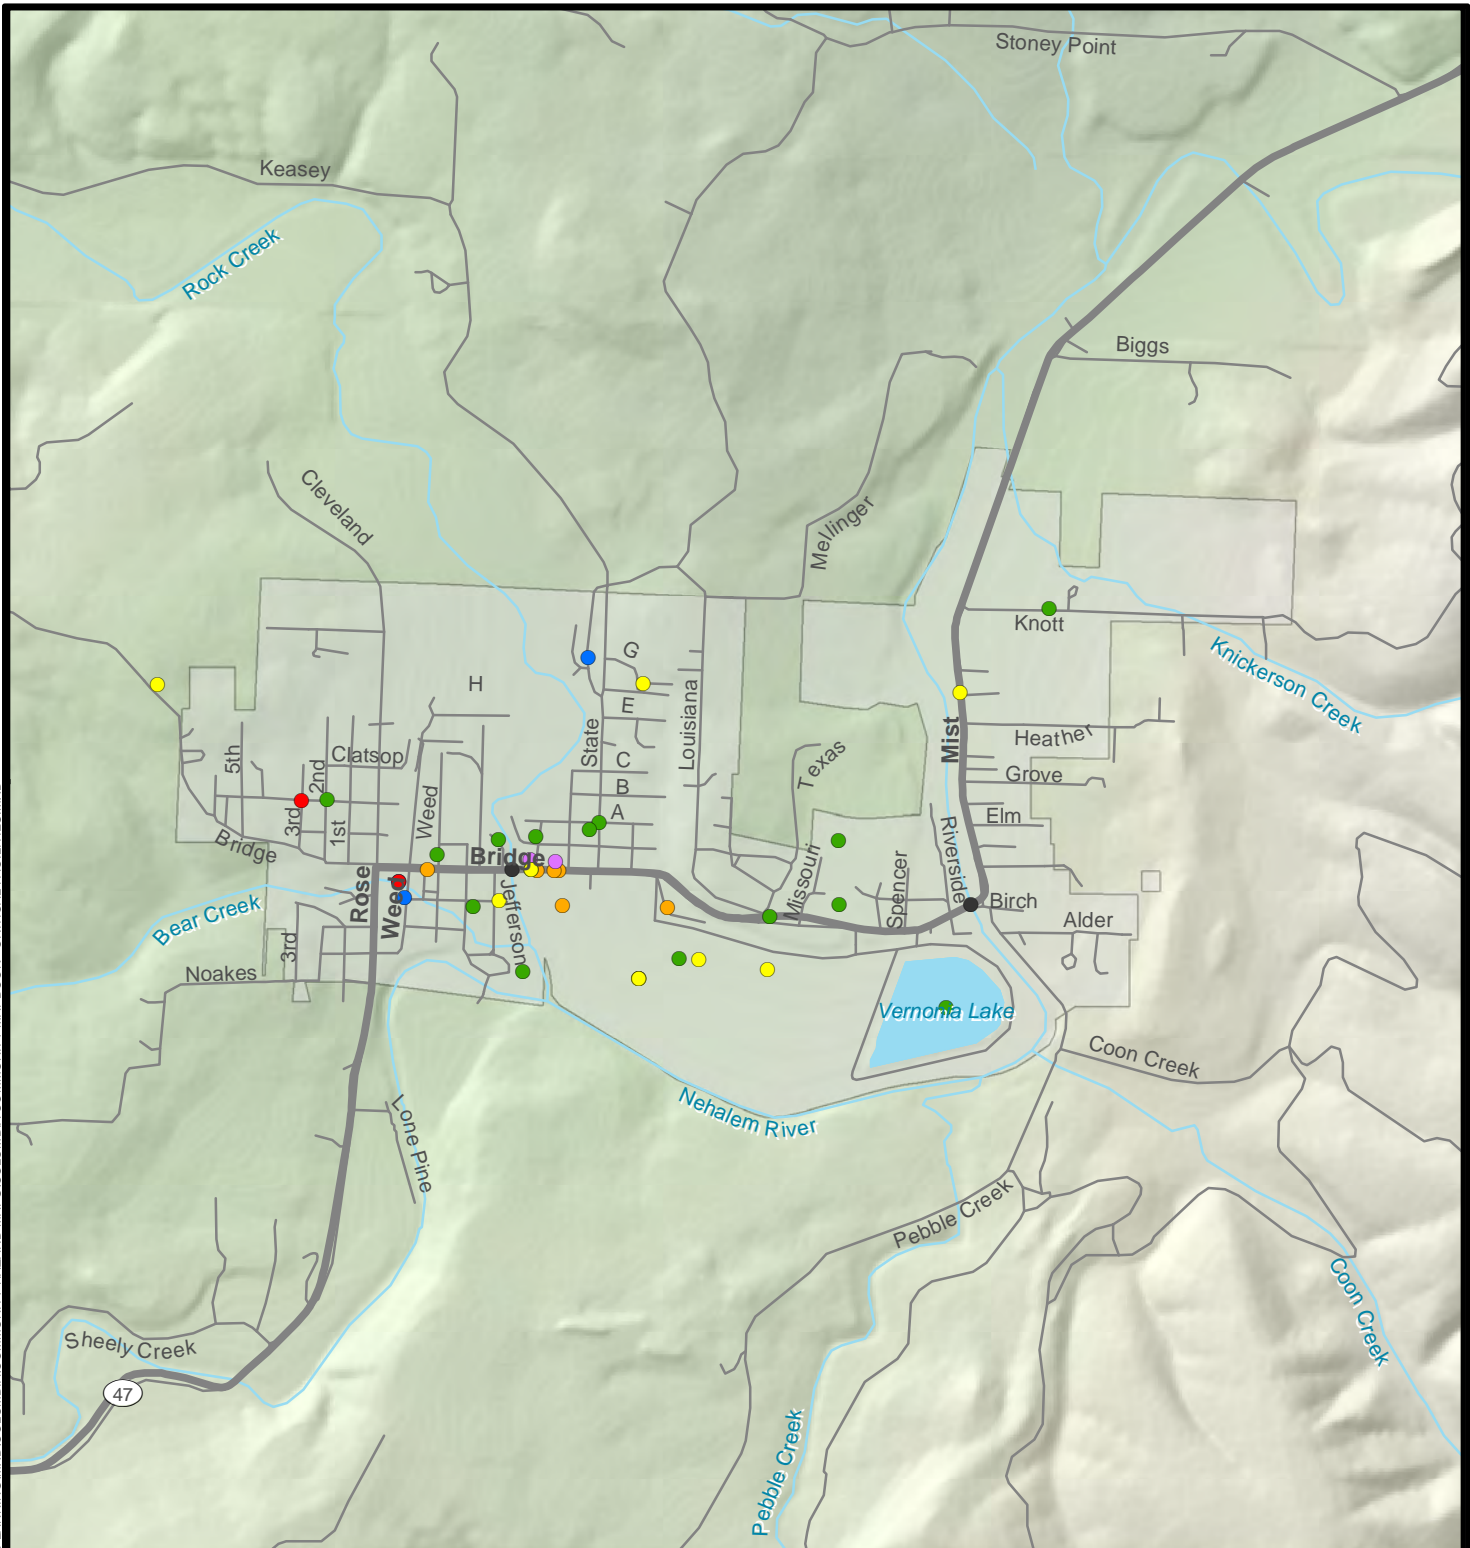 Stoney Point
Keasey
Rock Creek
Biggs
Cleveland
Mellinger
Knott
Knickerson Creek
G
H
E
State
Louisiana
Mist
Heather
5th
2nd
Clatsop
C
Texas
Grove
B
Weed
A
Elm
3rd
1st
Bridge
Bridge
Riverside
Missouri
Spencer
Rose
Weed
Jefferson
Birch
Alder
Bear Creek
3rd
Noakes
Vernonia Lake
Coon Creek
Nehalem River
Lone Pine
Pebble Creek
Coon Creek
Sheely Creek
47
Pebble Creek